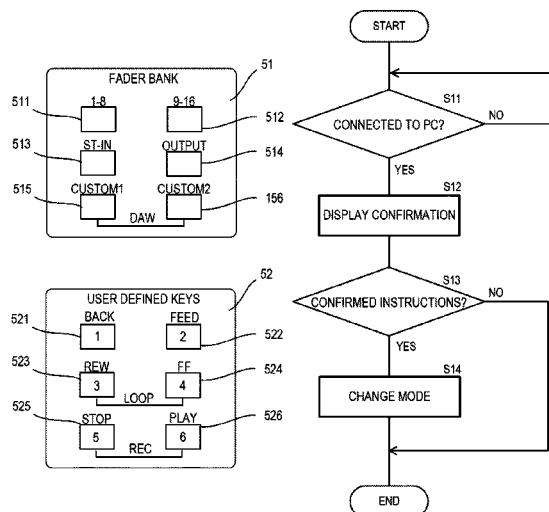 FADER BANK
51
511
1-8
9-16
512
513
ST-IN
OUTPUT
514
515
CUSTOM1
CUSTOM2
156
DAW
USER DEFINED KEYS
52
521
BACK
FEED
1
2
522
523
REW
FF
524
3
4
LOOP
525
STOP
PLAY
526
5
6
REC
START
S11
CONNECTED TO PC?
NO
YES
S12
DISPLAY CONFIRMATION
S13
CONFIRMED INSTRUCTIONS?
NO
YES
S14
CHANGE MODE
END